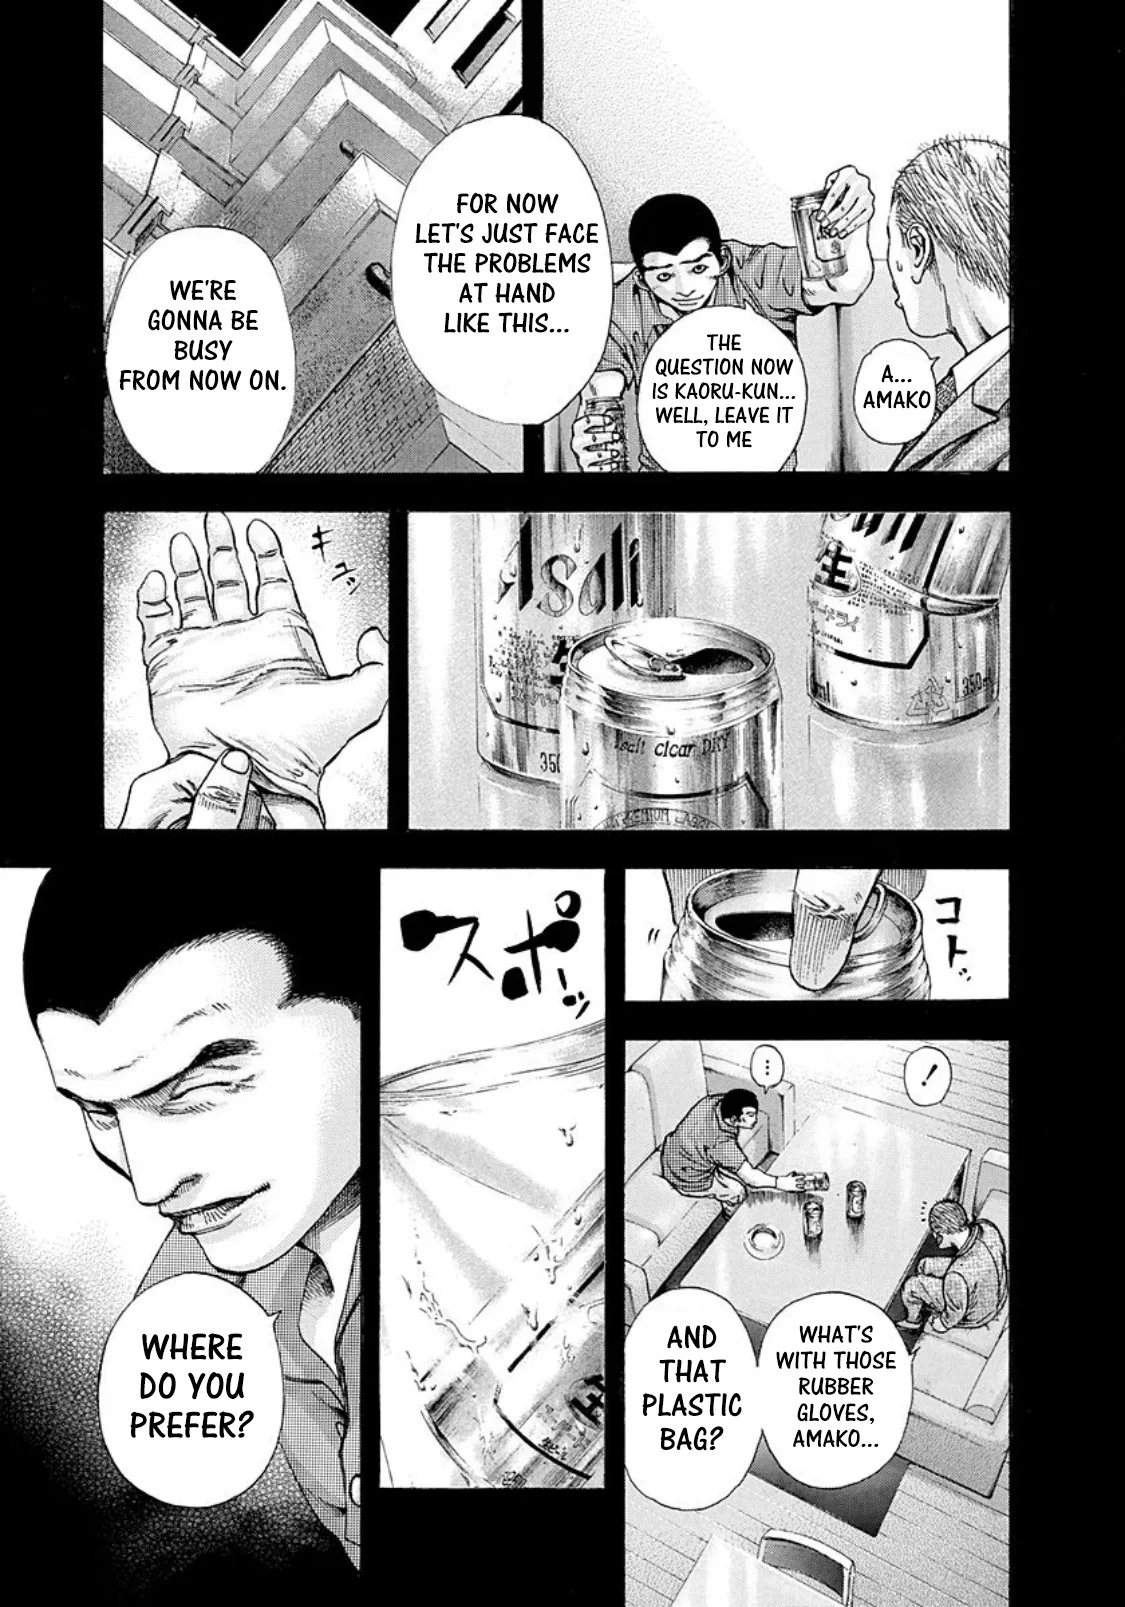 A...
AMAKO
THE
QUESTION NOW
IS KAORU-KUN...
WELL, LEAVE IT
TO ME
FOR NOW
LET'S JUST FACE
THE PROBLEMS
AT HAND
LIKE THIS...
WE'RE
GONNA BE
BUSY
FROM NOW ON.
Asahi
生
350ml
350
clear DRY
キュッ
コトッ
!
...
WHAT'S
WITH THOSE
RUBBER
GLOVES,
AMAKO...
AND
THAT
PLASTIC
BAG?
スポーッ
生
WHERE
DO YOU
PREFER?